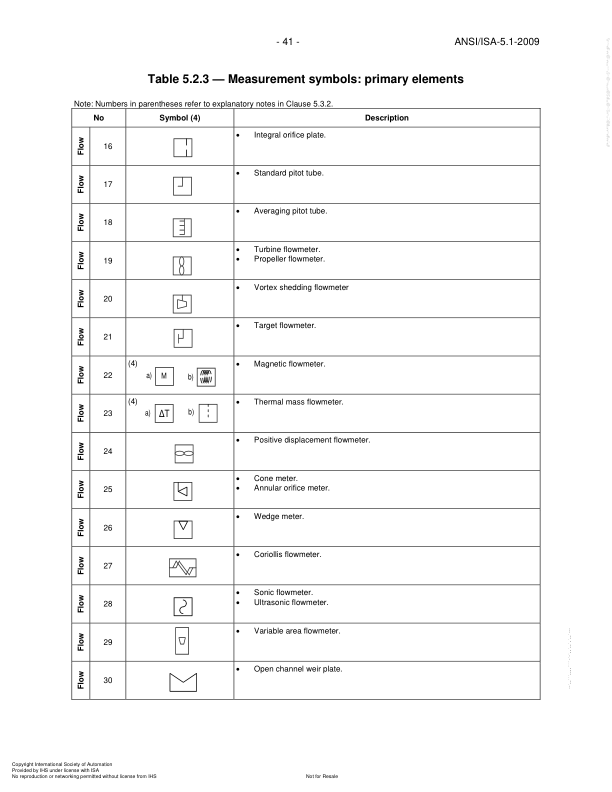 - 41 -
ANSI/ISA-5.1-2009
Table 5.2.3 — Measurement symbols: primary elements
Note: Numbers in parentheses refer to explanatory notes in Clause 5.3.2.
No Symbol (4) Description
Flow 16 • Integral orifice plate.
Flow 17 • Standard pitot tube.
Flow 18 • Averaging pitot tube.
Flow 19 • Turbine flowmeter.
• Propeller flowmeter.
Flow 20 • Vortex shedding flowmeter
Flow 21 • Target flowmeter.
Flow 22 (4) a) M b) • Magnetic flowmeter.
Flow 23 (4) a) ΔT b) • Thermal mass flowmeter.
Flow 24 • Positive displacement flowmeter.
Flow 25 • Cone meter.
• Annular orifice meter.
Flow 26 • Wedge meter.
Flow 27 • Coriollis flowmeter.
Flow 28 • Sonic flowmeter.
• Ultrasonic flowmeter.
Flow 29 • Variable area flowmeter.
Flow 30 • Open channel weir plate.
Copyright International Society of Automation
Provided by IHS under license with ISA
No reproduction or networking permitted without license from IHS
Not for Resale